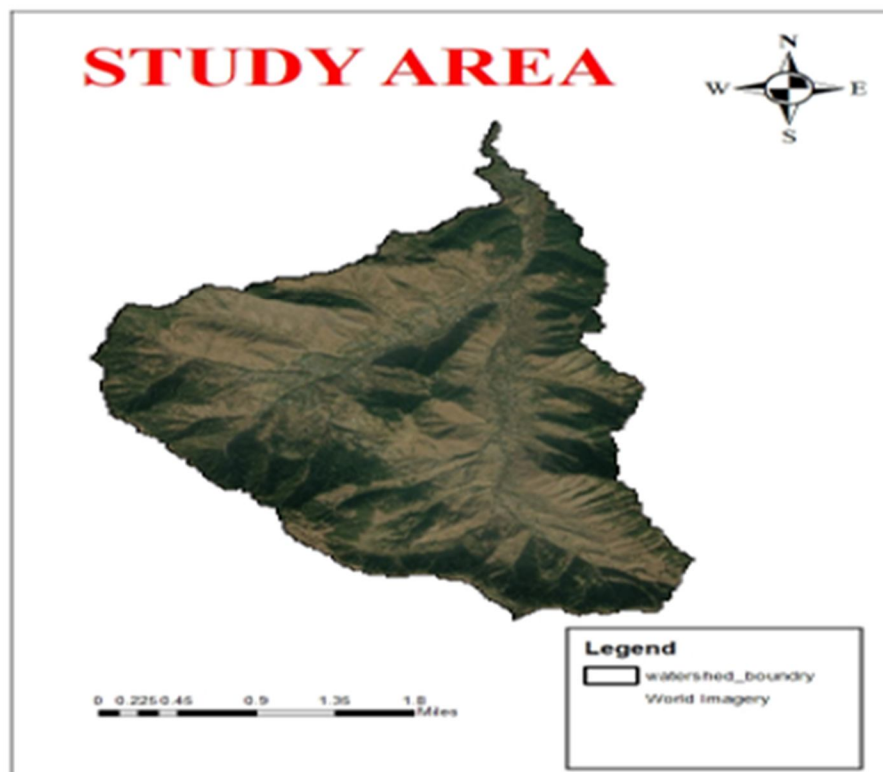 STUDY AREA
N
W E
S
Legend
watershed_boundry
World Imagery
0 0.225 0.45 0.9 1.35 1.8
Miles